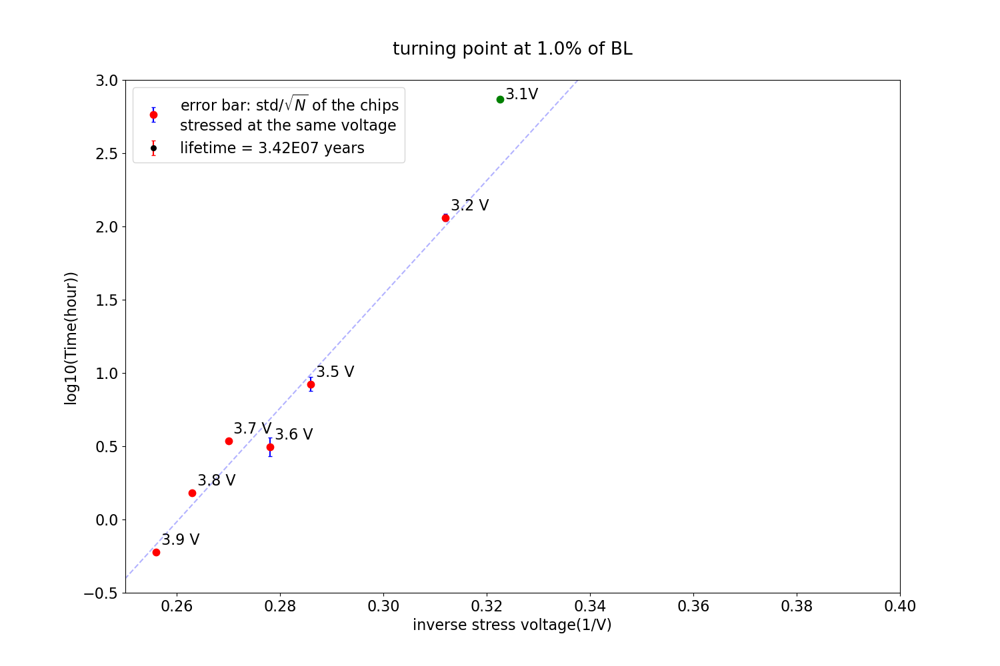 turning point at 1.0% of BL
error bar: std/√N of the chips
stressed at the same voltage
lifetime = 3.42E07 years
3.1V
3.2 V
3.5 V
3.7 V
3.6 V
3.8 V
3.9 V
log10(Time(hour))
3.0
2.5
2.0
1.5
1.0
0.5
0.0
−0.5
0.26 0.28 0.30 0.32 0.34 0.36 0.38 0.40
inverse stress voltage(1/V)